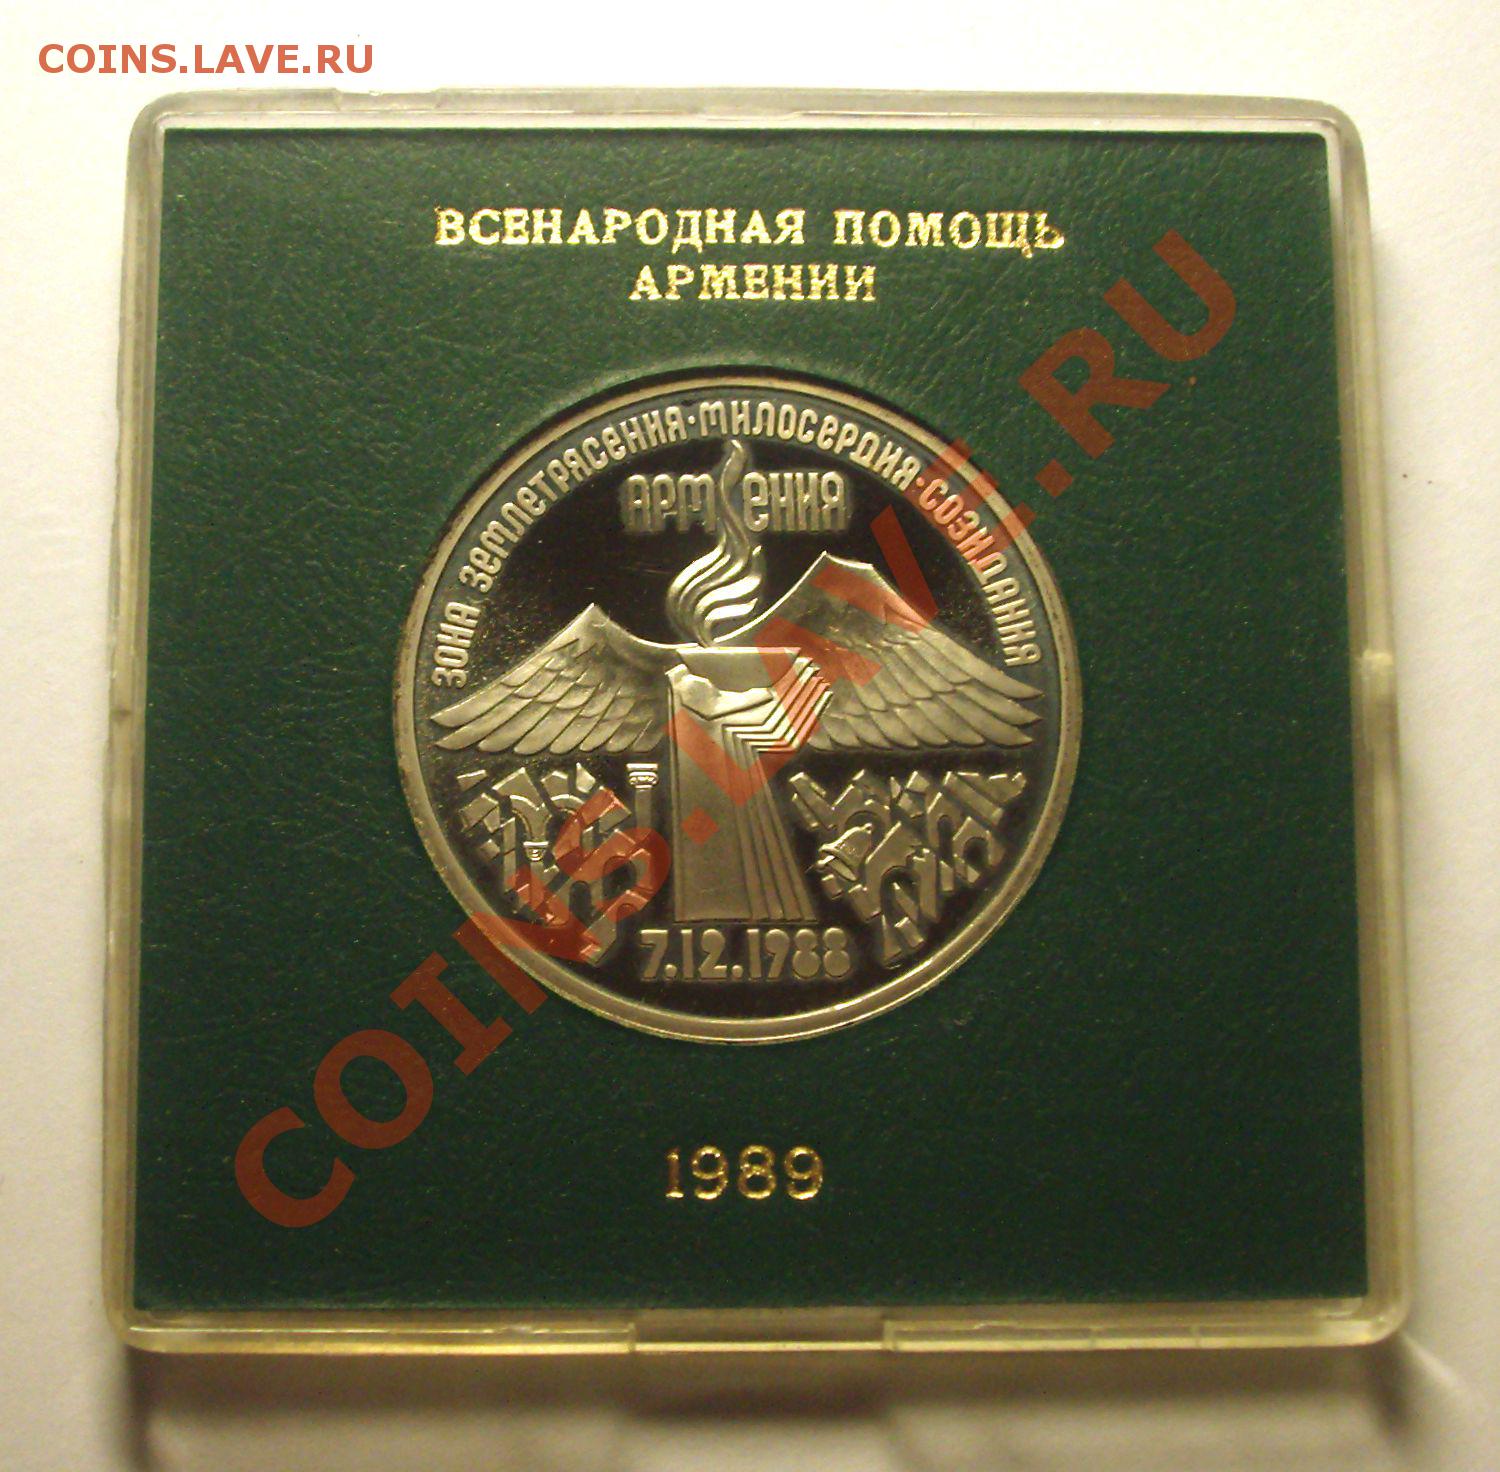 COINS.LAVE.RU
ВСЕНАРОДНАЯ ПОМОЩЬ
АРМЕНИИ
ЗОНА ЗЕМЛЕТРЯСЕНИЯ·МИЛОСЕРДИЯ·СОЗИДАНИЯ
АРМЕНИЯ
7.12.1988
1989
COINS.LAVE.RU